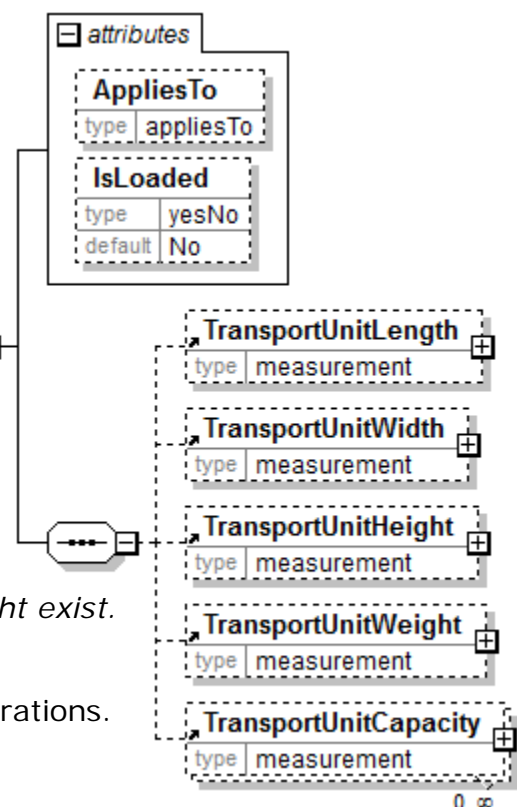 attributes
AppliesTo
type appliesTo
IsLoaded
type yesNo
default No
TransportUnitLength
type measurement
TransportUnitWidth
type measurement
TransportUnitHeight
type measurement
ht exist.
TransportUnitWeight
type measurement
rations.
TransportUnitCapacity
type measurement
0..∞